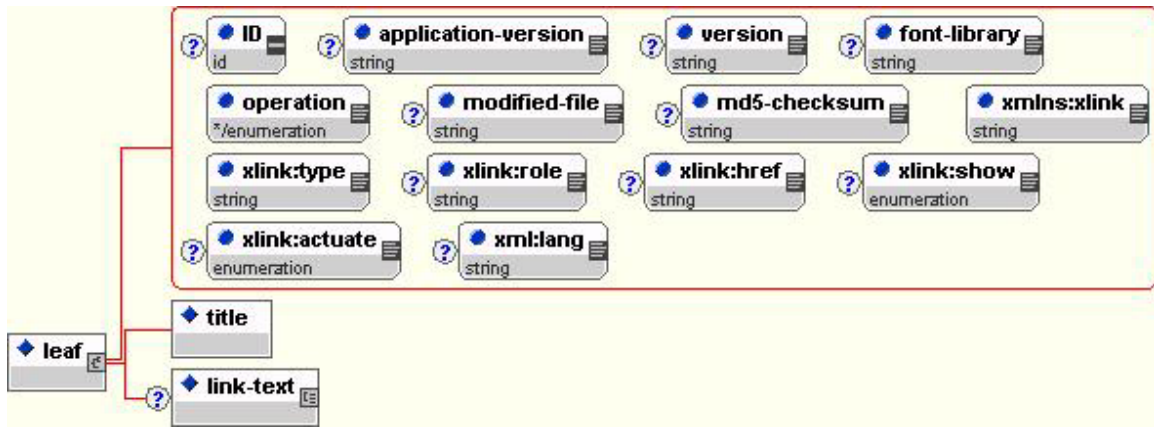 ID application-version version font-library
? id ? string ? string ? string
operation modified-file md5-checksum xmlns:xlink
*/enumeration ? string ? string string
xlink:type xlink:role xlink:href xlink:show
string ? string ? string ? enumeration
xlink:actuate xml:lang
? enumeration ? string
title
leaf
? link-text